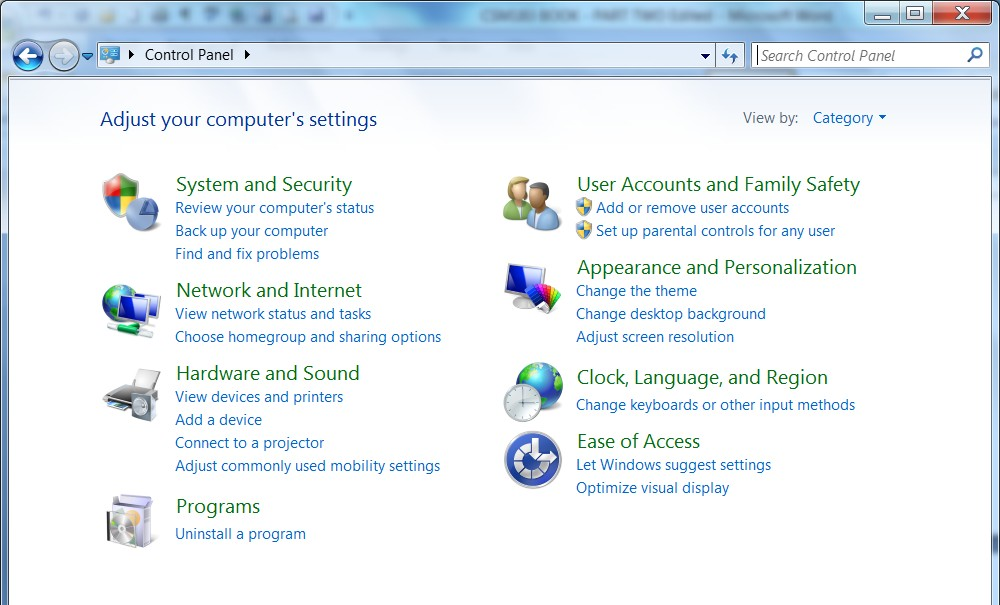 CSM183 BOOK - PART TWO Edited - Microsoft Word
Control Panel
Search Control Panel
Adjust your computer's settings
View by: Category
System and Security
Review your computer's status
Back up your computer
Find and fix problems
Network and Internet
View network status and tasks
Choose homegroup and sharing options
Hardware and Sound
View devices and printers
Add a device
Connect to a projector
Adjust commonly used mobility settings
Programs
Uninstall a program
User Accounts and Family Safety
Add or remove user accounts
Set up parental controls for any user
Appearance and Personalization
Change the theme
Change desktop background
Adjust screen resolution
Clock, Language, and Region
Change keyboards or other input methods
Ease of Access
Let Windows suggest settings
Optimize visual display